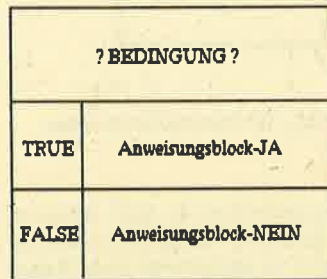 ? BEDINGUNG ?
TRUE Anweisungsblock-JA
FALSE Anweisungsblock-NEIN